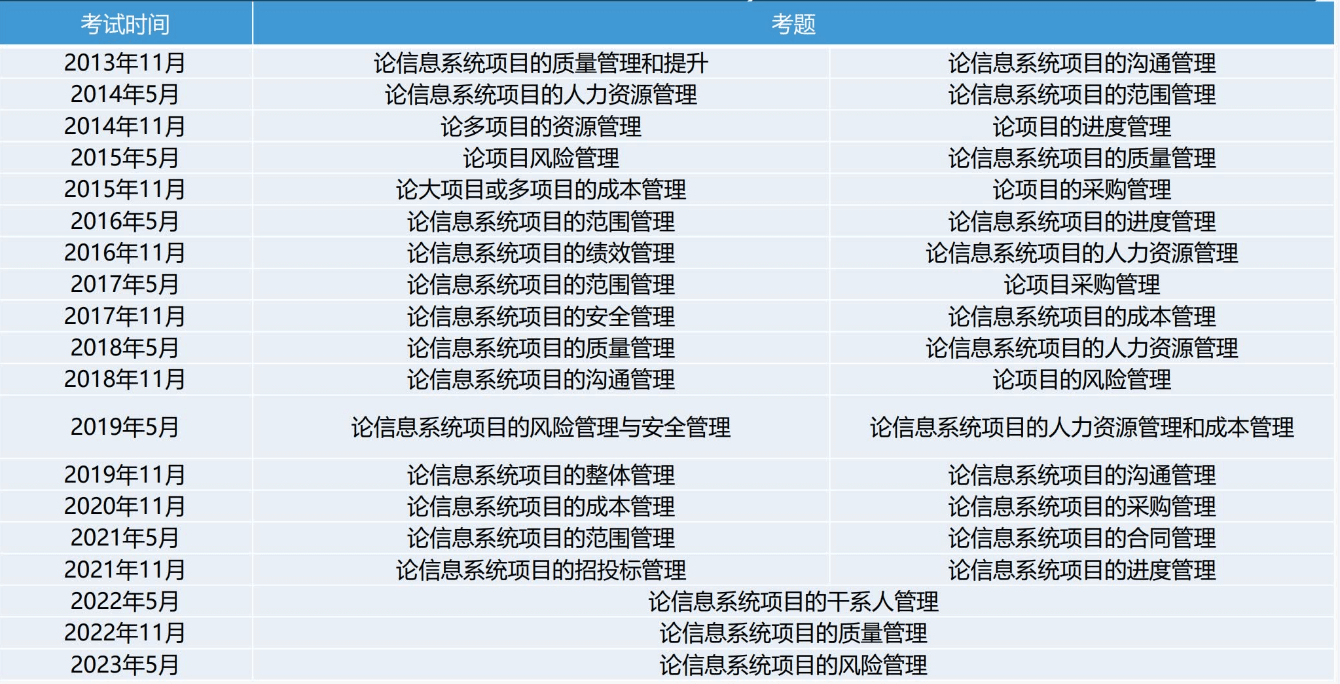 考试时间 考题
2013年11月 论信息系统项目的质量管理和提升 论信息系统项目的沟通管理
2014年5月 论信息系统项目的人力资源管理 论信息系统项目的范围管理
2014年11月 论多项目的资源管理 论项目的进度管理
2015年5月 论项目风险管理 论信息系统项目的质量管理
2015年11月 论大项目或多项目的成本管理 论项目的采购管理
2016年5月 论信息系统项目的范围管理 论信息系统项目的进度管理
2016年11月 论信息系统项目的绩效管理 论信息系统项目的人力资源管理
2017年5月 论信息系统项目的范围管理 论项目采购管理
2017年11月 论信息系统项目的安全管理 论信息系统项目的成本管理
2018年5月 论信息系统项目的质量管理 论信息系统项目的人力资源管理
2018年11月 论信息系统项目的沟通管理 论项目的风险管理
2019年5月 论信息系统项目的风险管理与安全管理 论信息系统项目的人力资源管理和成本管理
2019年11月 论信息系统项目的整体管理 论信息系统项目的沟通管理
2020年11月 论信息系统项目的成本管理 论信息系统项目的采购管理
2021年5月 论信息系统项目的范围管理 论信息系统项目的合同管理
2021年11月 论信息系统项目的招投标管理 论信息系统项目的进度管理
2022年5月 论信息系统项目的干系人管理
2022年11月 论信息系统项目的质量管理
2023年5月 论信息系统项目的风险管理